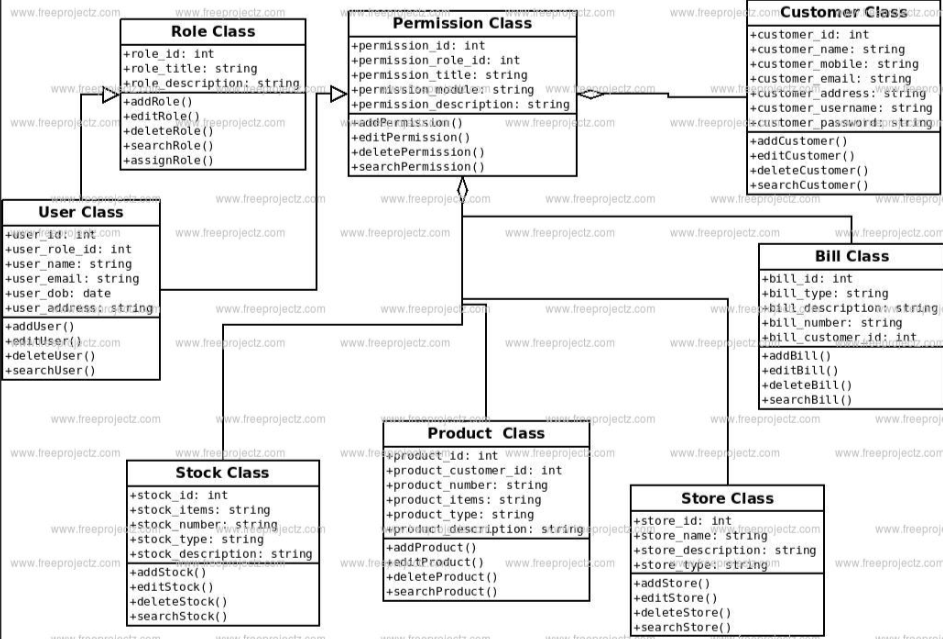 Role Class
+role_id: int
+role_title: string
+role_description: string
+addRole()
+editRole()
+deleteRole()
+searchRole()
+assignRole()
Permission Class
+permission_id: int
+permission_role_id: int
+permission_title: string
+permission_module: string
+permission_description: string
+addPermission()
+editPermission()
+deletePermission()
+searchPermission()
Customer Class
+customer_id: int
+customer_name: string
+customer_mobile: string
+customer_email: string
+customer_address: string
+customer_username: string
+customer_password: string
+addCustomer()
+editCustomer()
+deleteCustomer()
+searchCustomer()
User Class
+user_id: int
+user_role_id: int
+user_name: string
+user_email: string
+user_dob: date
+user_address: string
+addUser()
+editUser()
+deleteUser()
+searchUser()
Bill Class
+bill_id: int
+bill_type: string
+bill_description: string
+bill_number: string
+bill_customer_id: int
+addBill()
+editBill()
+deleteBill()
+searchBill()
Stock Class
+stock_id: int
+stock_items: string
+stock_number: string
+stock_type: string
+stock_description: string
+addStock()
+editStock()
+deleteStock()
+searchStock()
Product Class
+product_id: int
+product_customer_id: int
+product_number: string
+product_items: string
+product_type: string
+product_description: string
+addProduct()
+editProduct()
+deleteProduct()
+searchProduct()
Store Class
+store_id: int
+store_name: string
+store_description: string
+store_type: string
+addStore()
+editStore()
+deleteStore()
+searchStore()
www.freeprojectz.com